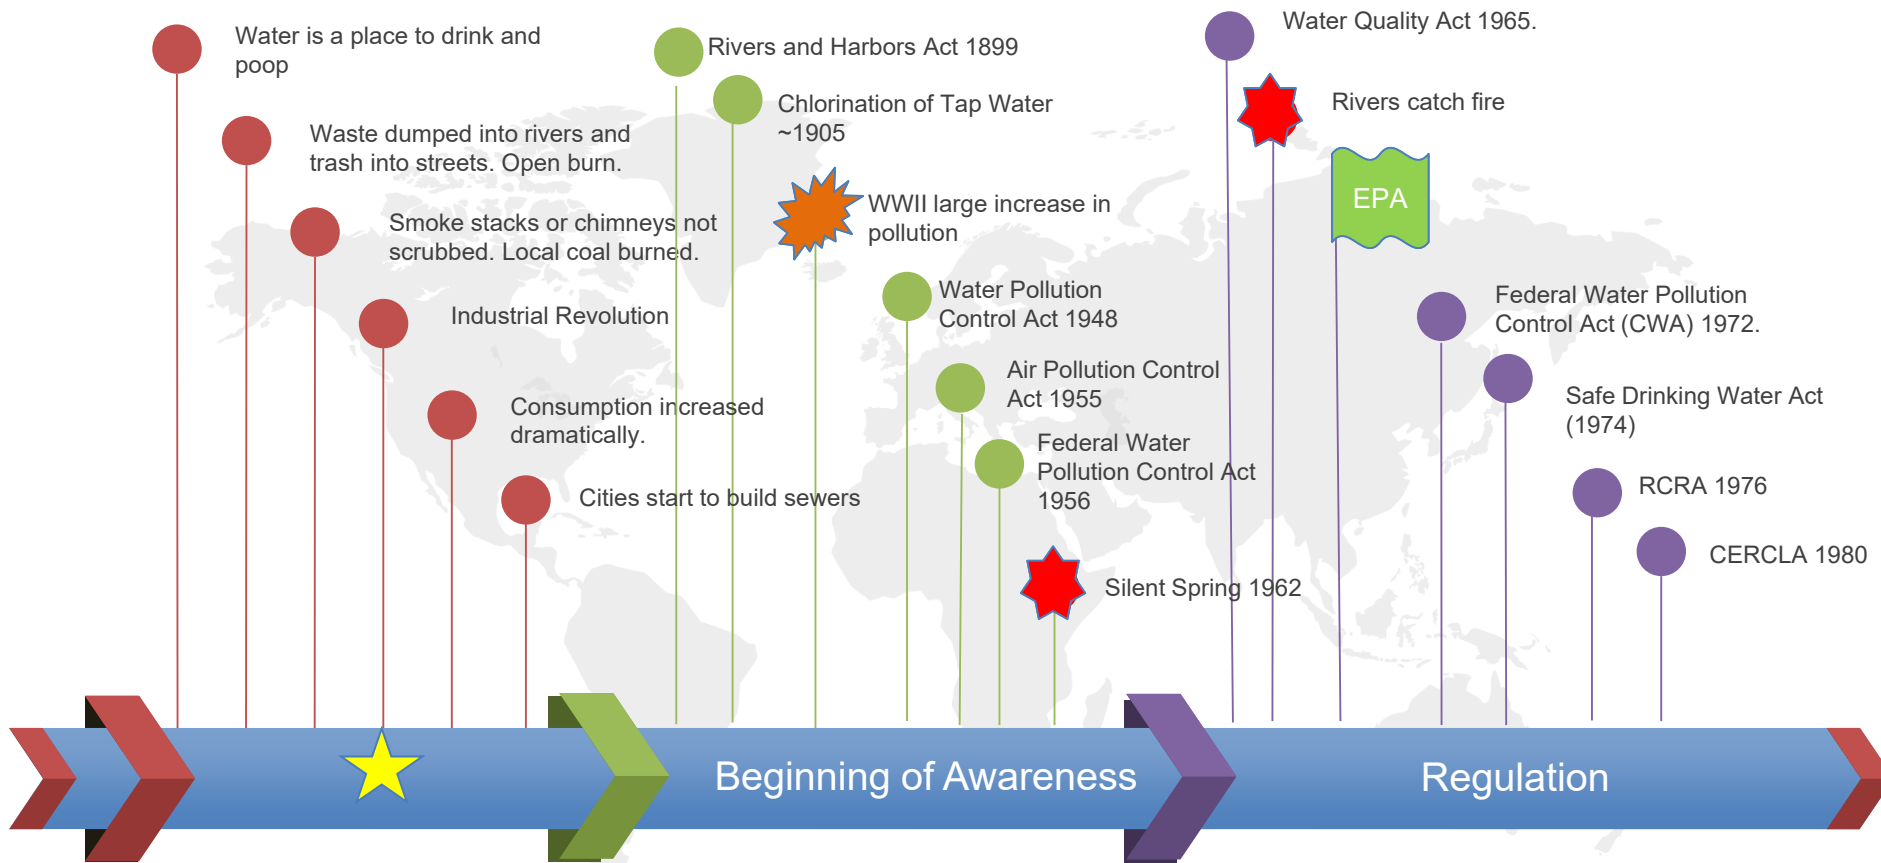 Water is a place to drink and
poop
Waste dumped into rivers and
trash into streets. Open burn.
Smoke stacks or chimneys not
scrubbed. Local coal burned.
Industrial Revolution
Consumption increased
dramatically.
Cities start to build sewers
Rivers and Harbors Act 1899
Chlorination of Tap Water
~1905
WWII large increase in
pollution
Water Pollution
Control Act 1948
Air Pollution Control
Act 1955
Federal Water
Pollution Control Act
1956
Silent Spring 1962
Water Quality Act 1965.
Rivers catch fire
EPA
Federal Water Pollution
Control Act (CWA) 1972.
Safe Drinking Water Act
(1974)
RCRA 1976
CERCLA 1980
Beginning of Awareness
Regulation